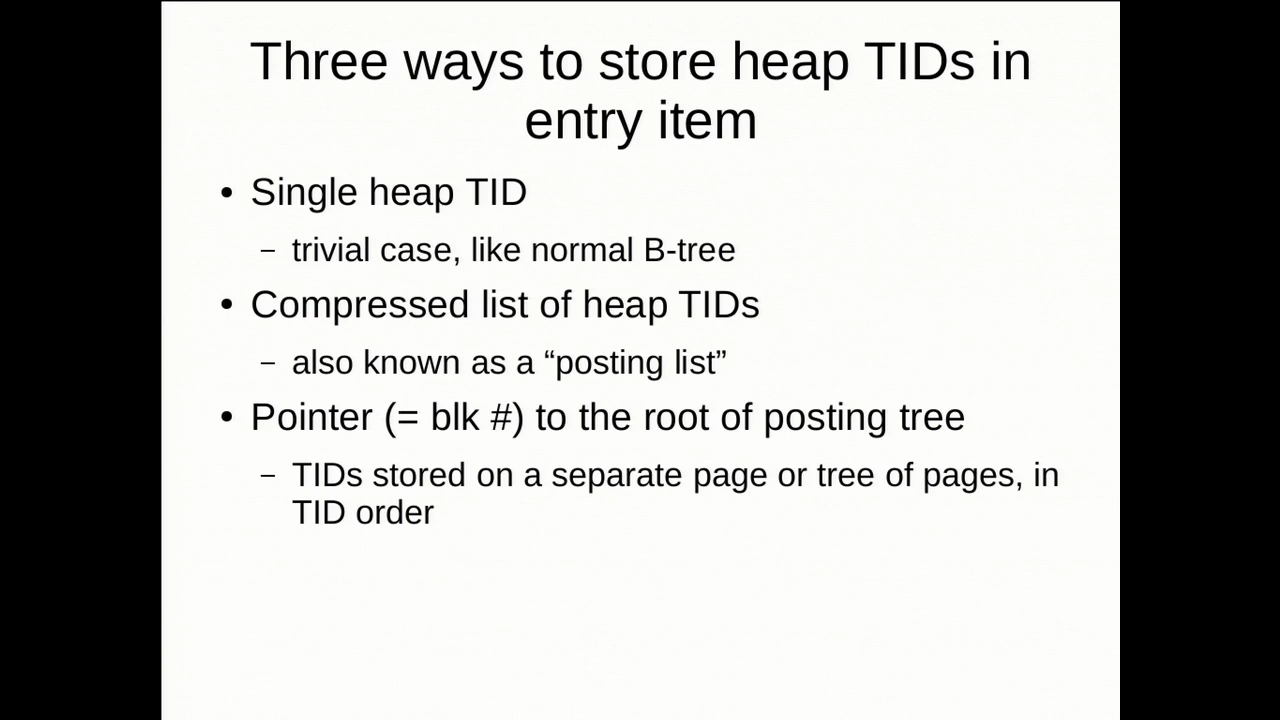 Three ways to store heap TIDs in
entry item
• Single heap TID
– trivial case, like normal B-tree
• Compressed list of heap TIDs
– also known as a “posting list”
• Pointer (= blk #) to the root of posting tree
– TIDs stored on a separate page or tree of pages, in
TID order